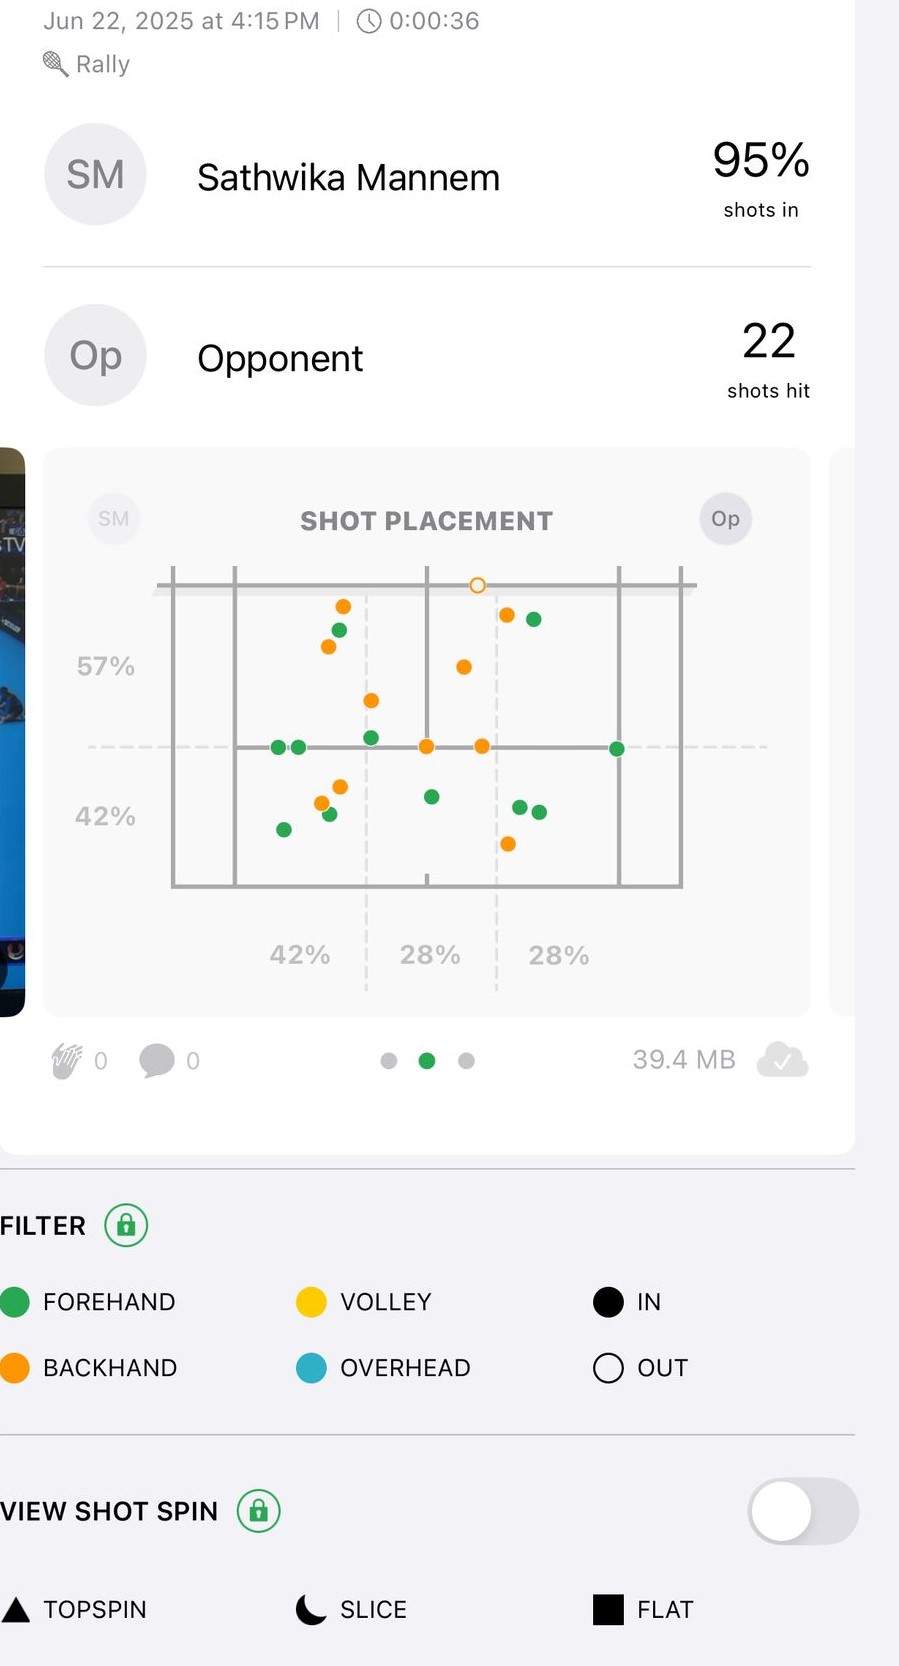 Jun 22, 2025 at 4:15 PM | 0:00:36
Rally
SM Sathwika Mannem 95%
shots in
Op Opponent 22
shots hit
TV
SM SHOT PLACEMENT Op
57%
42%
42% 28% 28%
0 0 39.4 MB
FILTER
FOREHAND VOLLEY IN
BACKHAND OVERHEAD OUT
VIEW SHOT SPIN
TOPSPIN SLICE FLAT